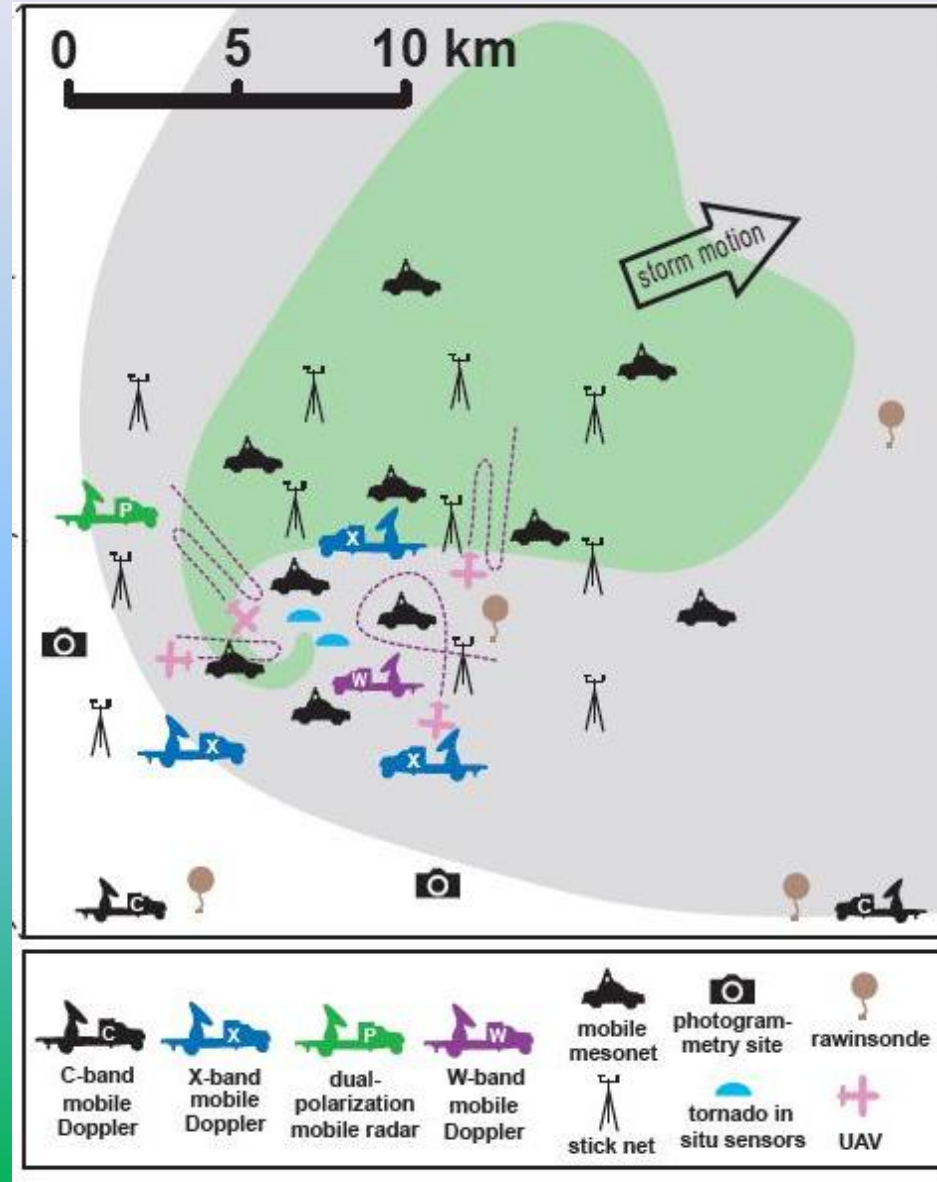 0 5 10 km
storm motion
P
X
W
X
X
C
C
C
X
P
W
C-band
mobile
Doppler
X-band
mobile
Doppler
dual-
polarization
mobile radar
W-band
mobile
Doppler
mobile
mesonet
photogram-
metry site
rawinsonde
stick net
tornado in
situ sensors
UAV